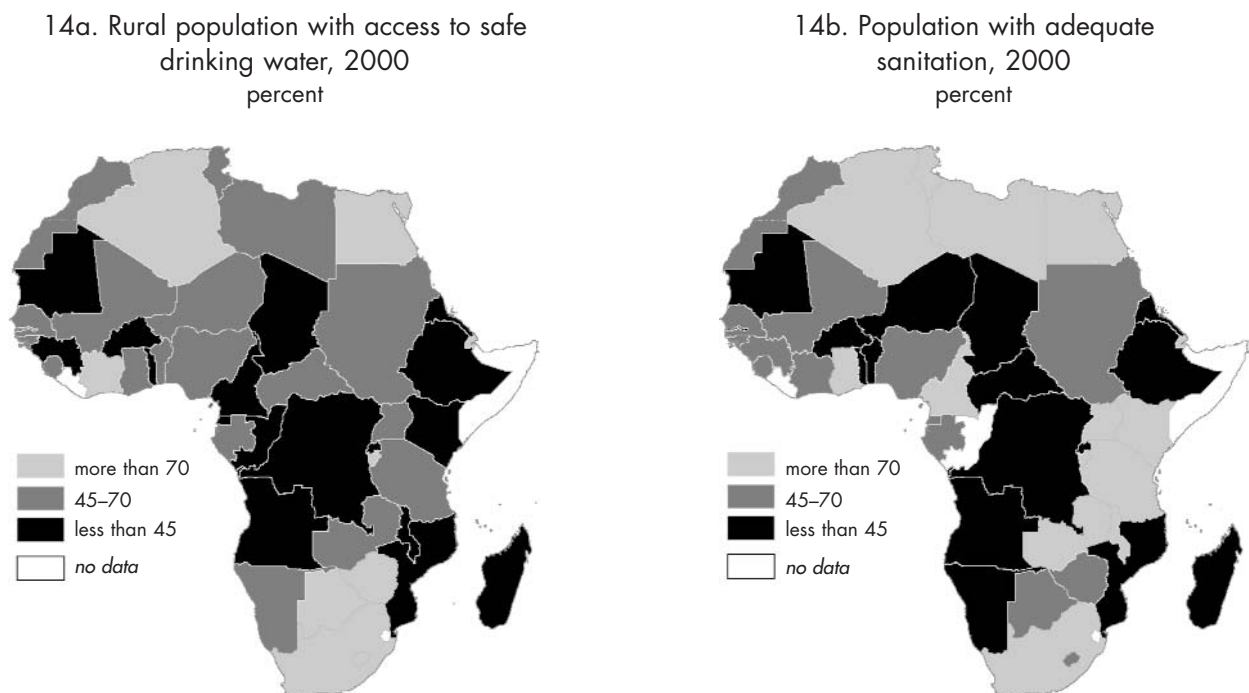 14a. Rural population with access to safe
drinking water, 2000
percent
more than 70
45–70
less than 45
no data
14b. Population with adequate
sanitation, 2000
percent
more than 70
45–70
less than 45
no data